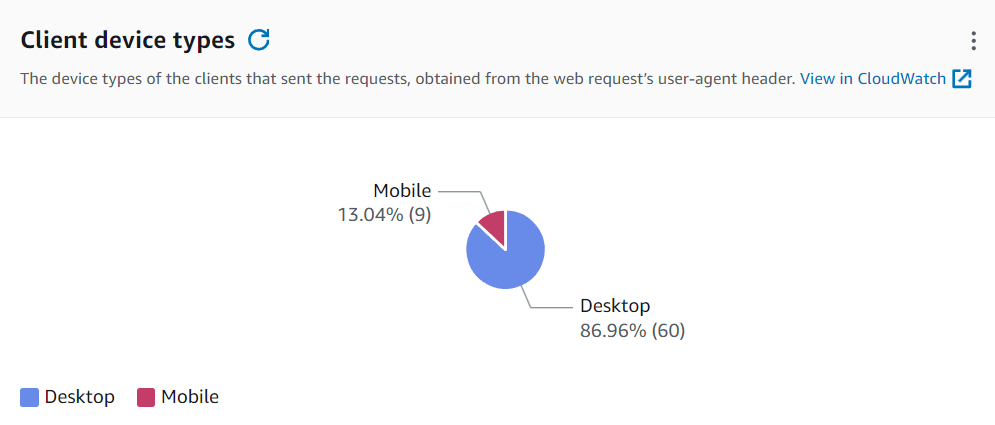 Client device types
The device types of the clients that sent the requests, obtained from the web request’s user-agent header. View in CloudWatch
Mobile
13.04% (9)
Desktop
86.96% (60)
Desktop Mobile